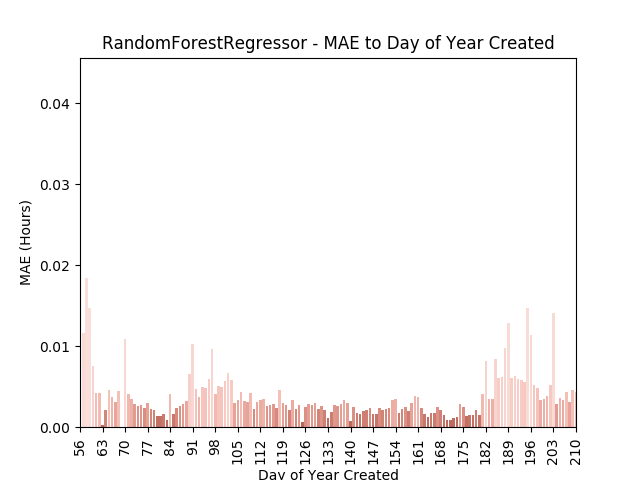 RandomForestRegressor - MAE to Day of Year Created
MAE (Hours)
0.04
0.03
0.02
0.01
0.00
56 63 70 77 84 91 98 105 112 119 126 133 140 147 154 161 168 175 182 189 196 203 210
Day of Year Created